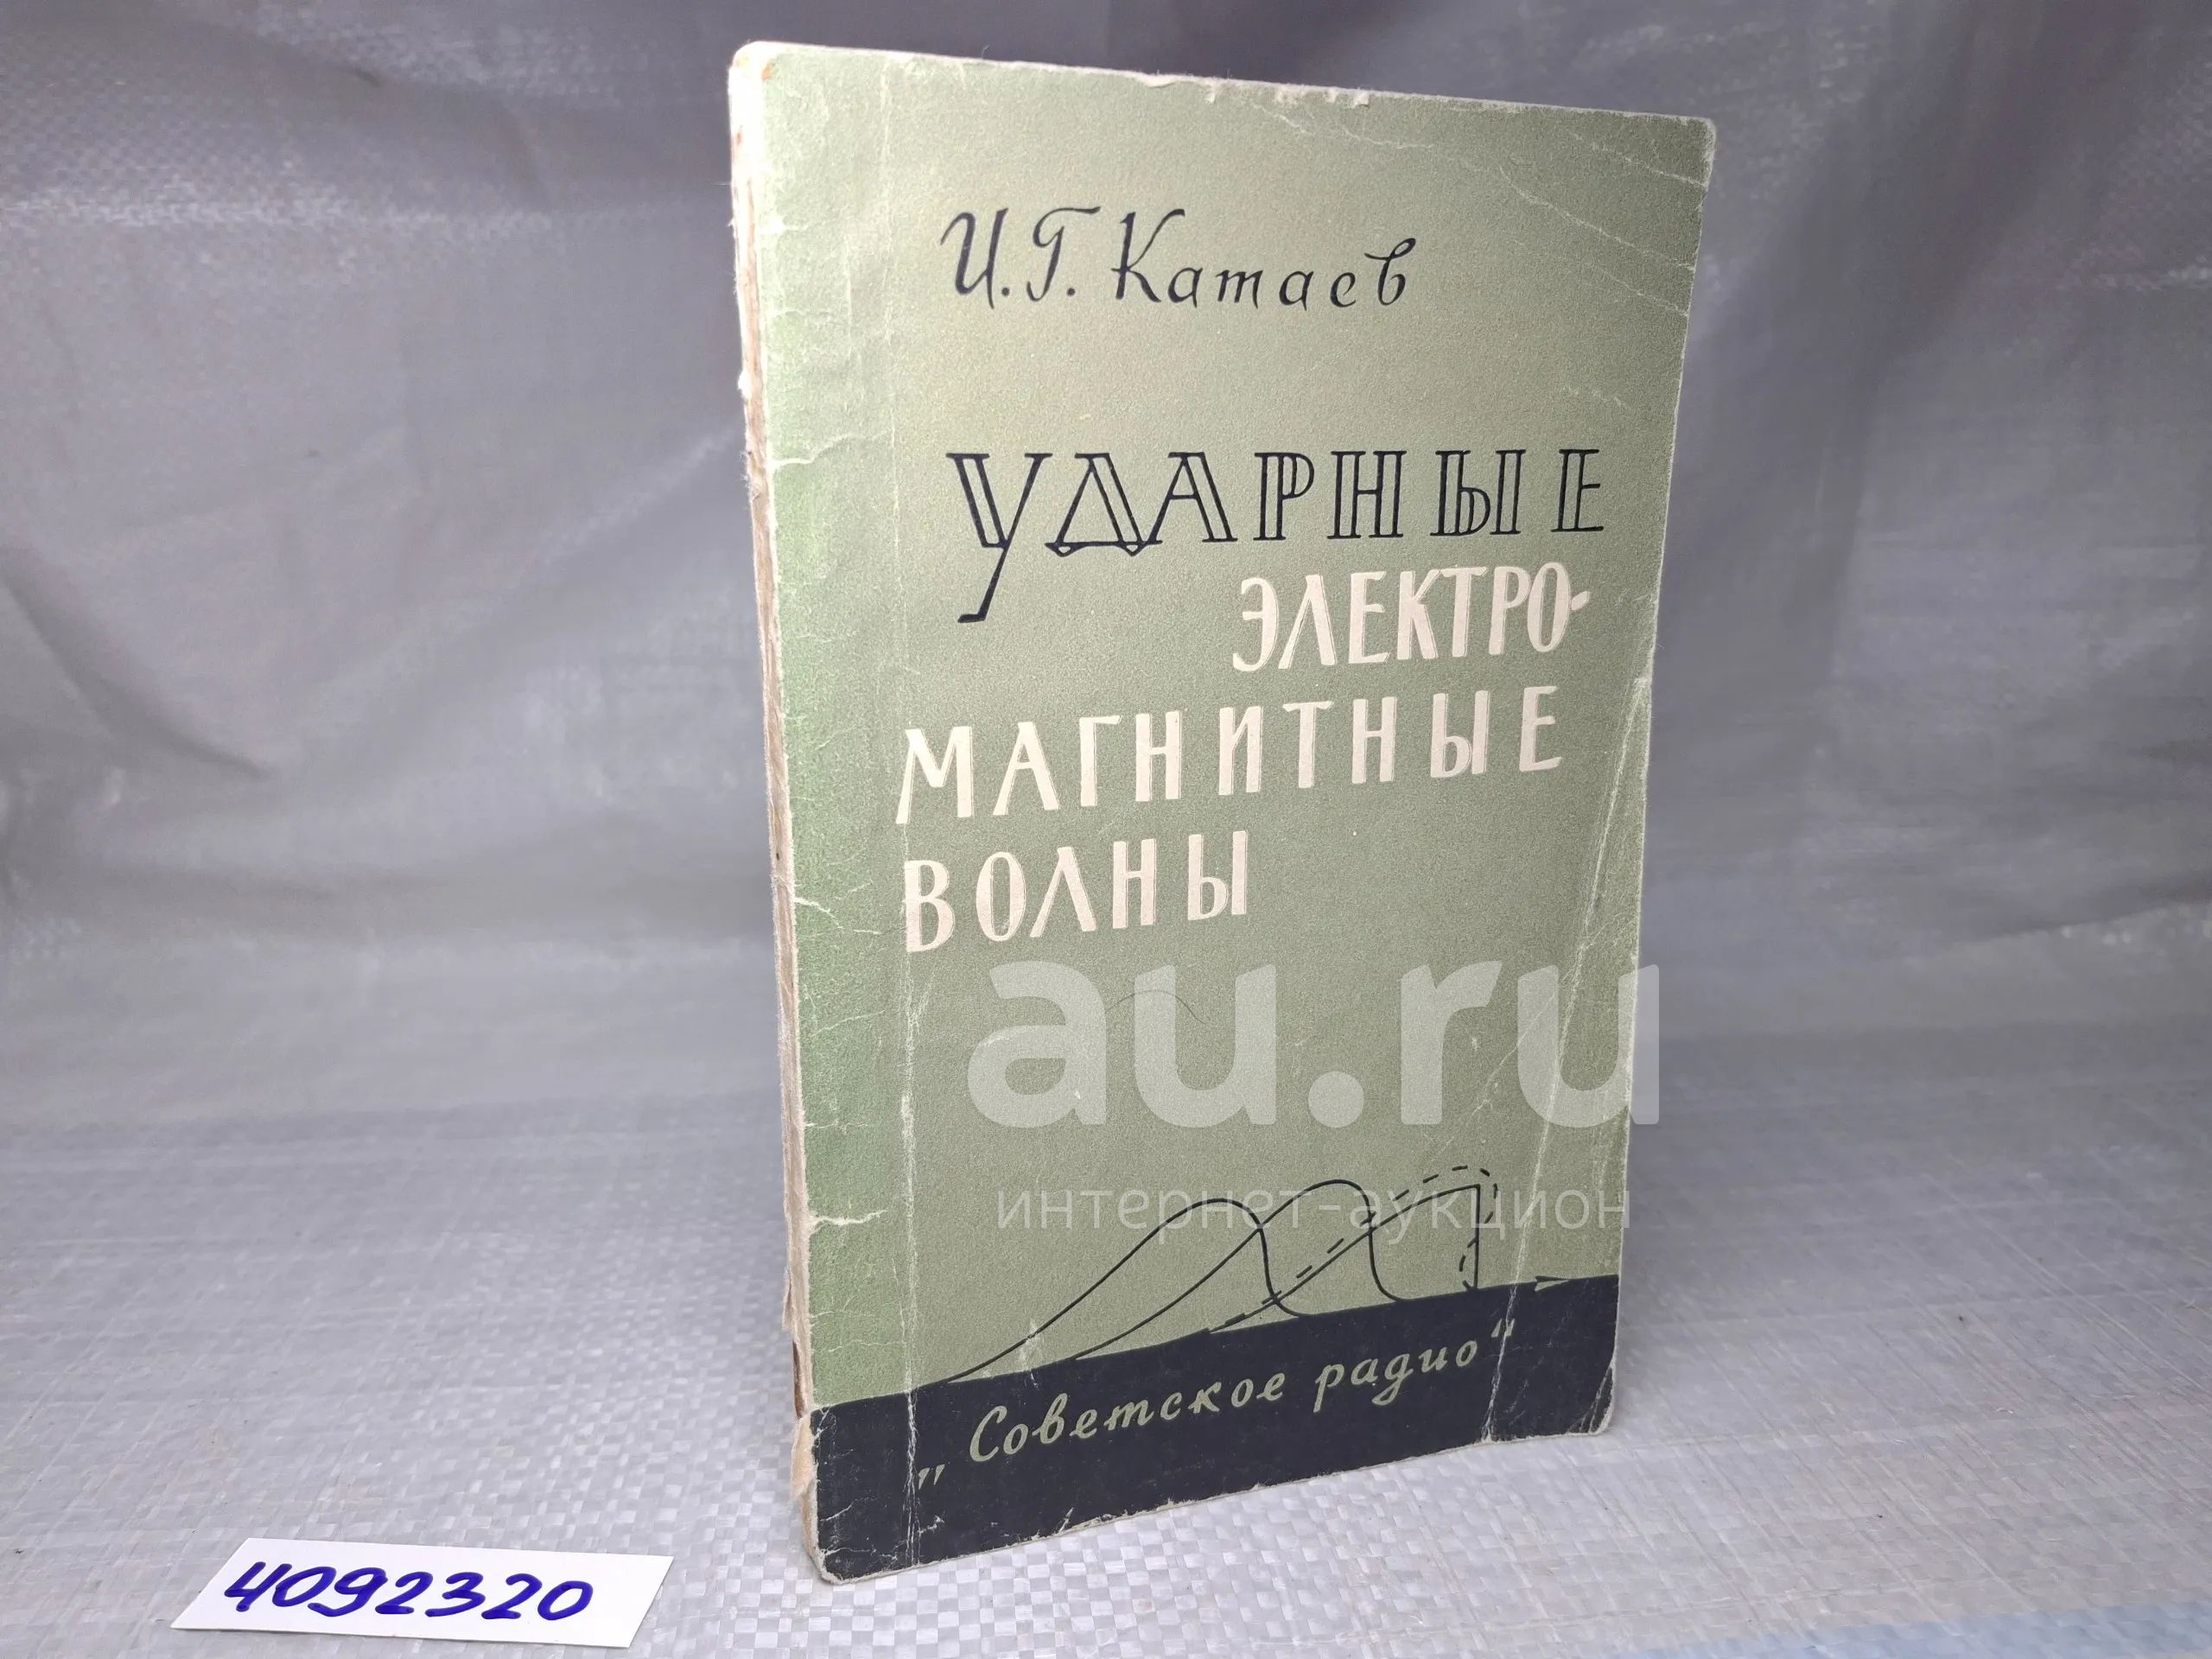 И. Г. Катаев
УДАРНЫЕ
ЭЛЕКТРО-
МАГНИТНЫЕ
ВОЛНЫ
au.ru
интернет-аукцион
„Советское радио“
4092320